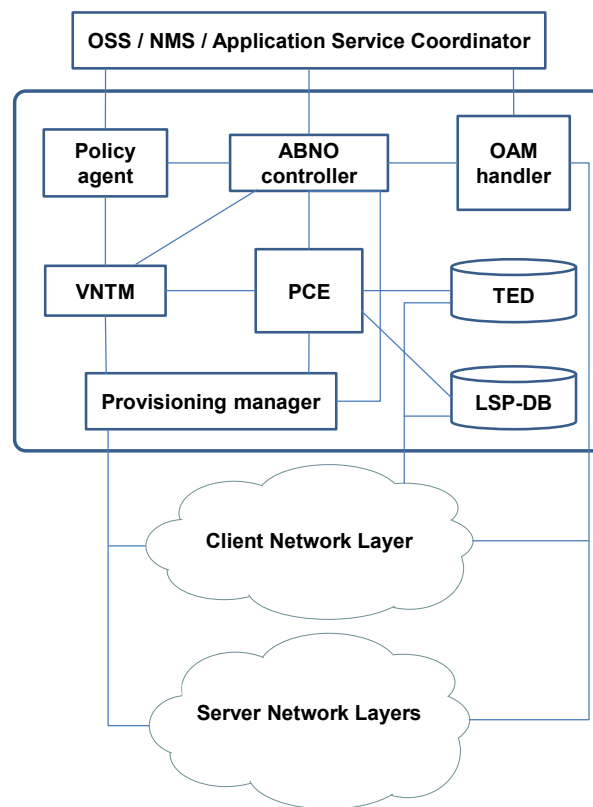 OSS / NMS / Application Service Coordinator
Policy
agent
ABNO
controller
OAM
handler
VNTM
PCE
TED
Provisioning manager
LSP-DB
Client Network Layer
Server Network Layers